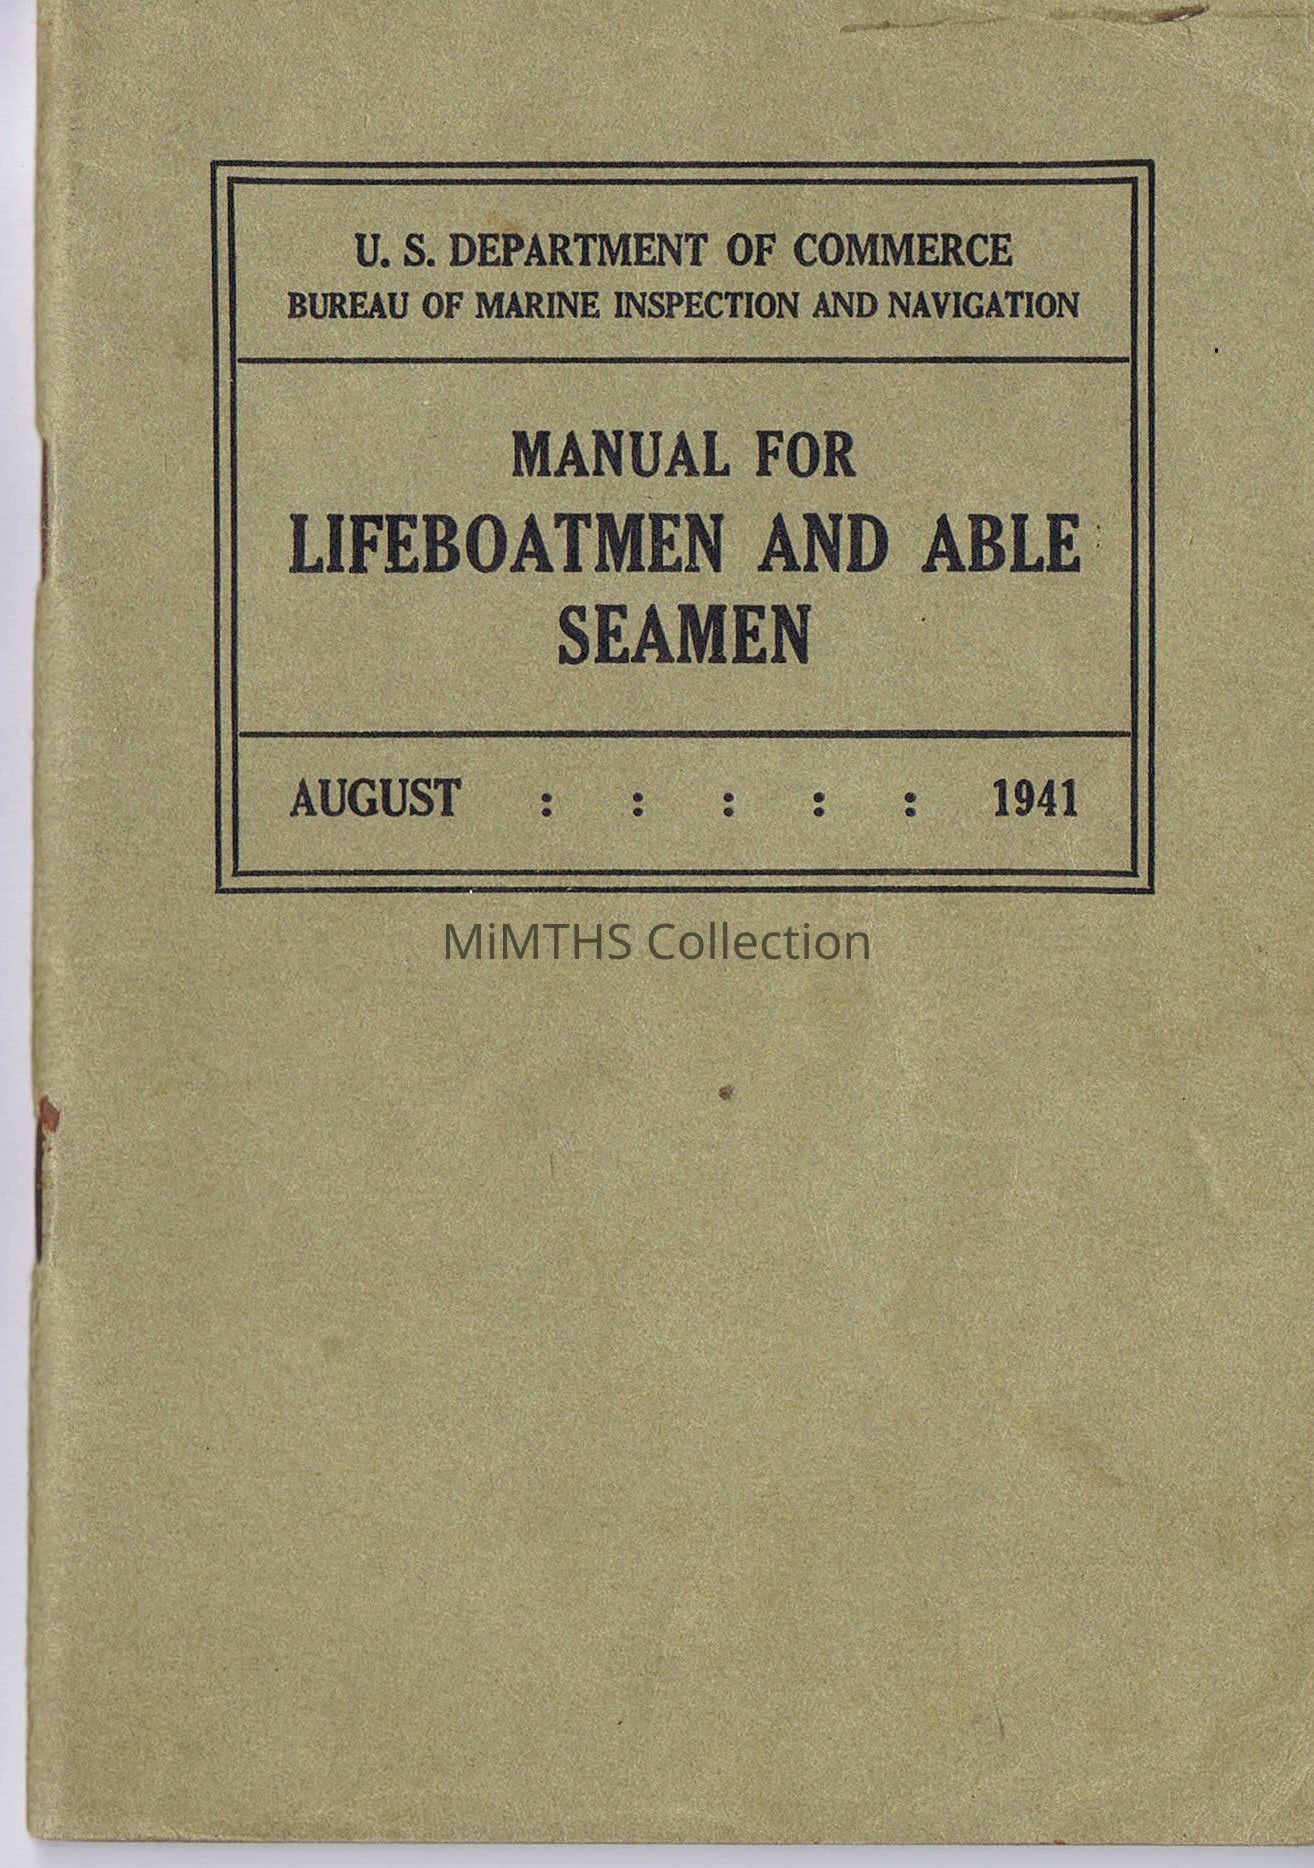 U. S. DEPARTMENT OF COMMERCE
BUREAU OF MARINE INSPECTION AND NAVIGATION
MANUAL FOR
LIFEBOATMEN AND ABLE
SEAMEN
AUGUST : : : : : 1941
MiMTHS Collection